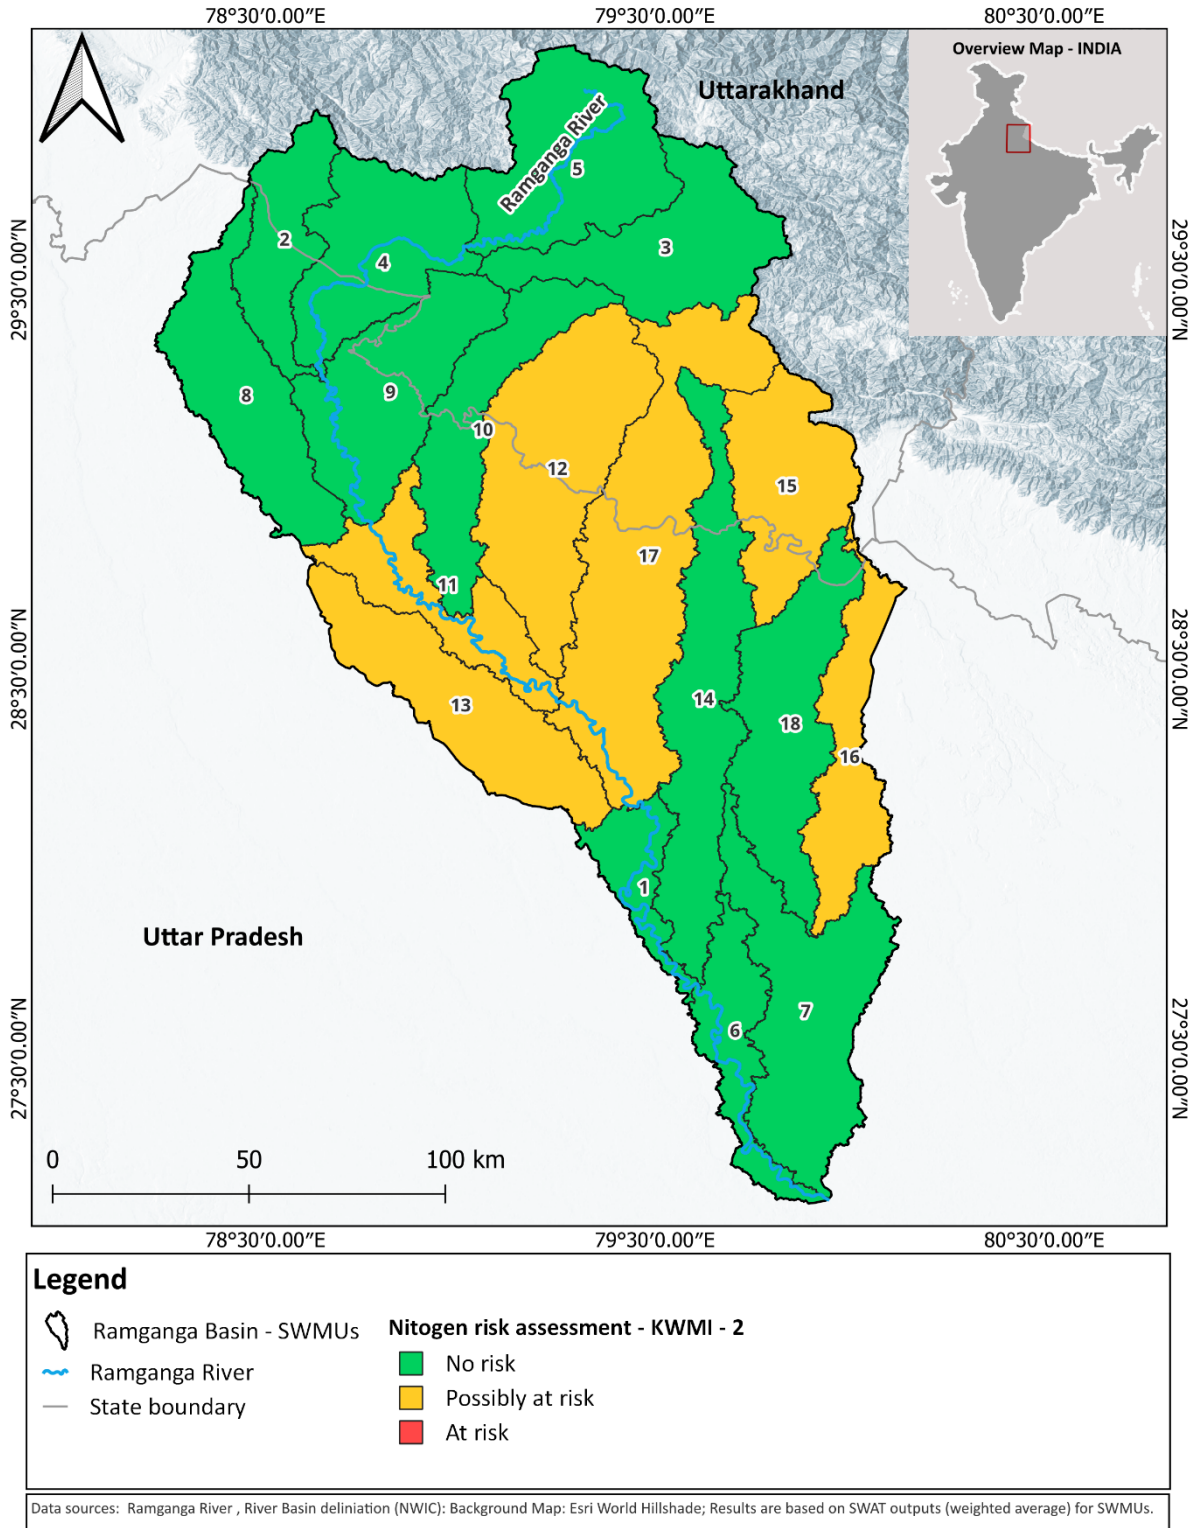 78°30′0.00″E 79°30′0.00″E 80°30′0.00″E
Overview Map - INDIA
Uttarakhand
Ramganga River
5
2
3
4
29°30′0.00″N
29°30′0.00″N
8
9
10
12
15
17
11
28°30′0.00″N
28°30′0.00″N
13
14
18
16
1
Uttar Pradesh
7
6
27°30′0.00″N
27°30′0.00″N
0 50 100 km
78°30′0.00″E 79°30′0.00″E 80°30′0.00″E
Legend
Ramganga Basin - SWMUs
Ramganga River
State boundary
Nitogen risk assessment - KWMI - 2
No risk
Possibly at risk
At risk
Data sources: Ramganga River , River Basin deliniation (NWIC): Background Map: Esri World Hillshade; Results are based on SWAT outputs (weighted average) for SWMUs.